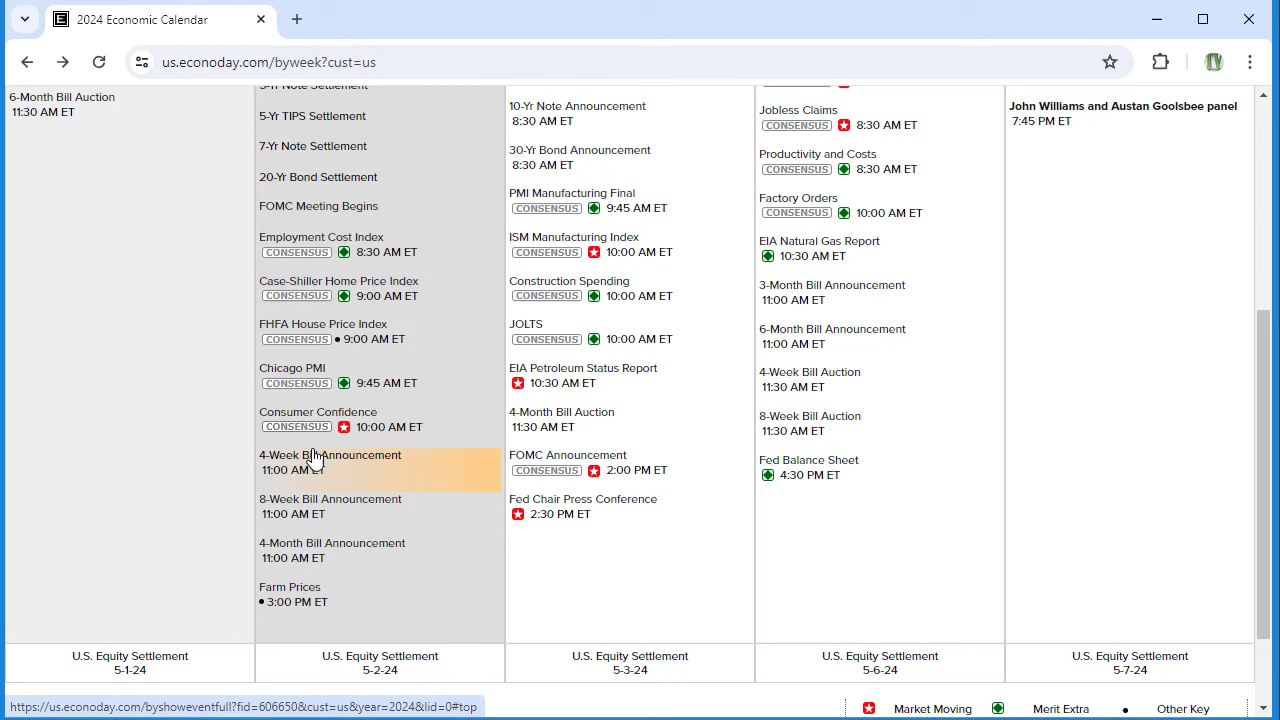 2024 Economic Calendar
us.econoday.com/byweek?cust=us
6-Month Bill Auction
11:30 AM ET
5-Yr TIPS Settlement
7-Yr Note Settlement
20-Yr Bond Settlement
FOMC Meeting Begins
Employment Cost Index
CONSENSUS 8:30 AM ET
Case-Shiller Home Price Index
CONSENSUS 9:00 AM ET
FHFA House Price Index
CONSENSUS 9:00 AM ET
Chicago PMI
CONSENSUS 9:45 AM ET
Consumer Confidence
CONSENSUS 10:00 AM ET
4-Week Bill Announcement
11:00 AM ET
8-Week Bill Announcement
11:00 AM ET
4-Month Bill Announcement
11:00 AM ET
Farm Prices
3:00 PM ET
10-Yr Note Announcement
8:30 AM ET
30-Yr Bond Announcement
8:30 AM ET
PMI Manufacturing Final
CONSENSUS 9:45 AM ET
ISM Manufacturing Index
CONSENSUS 10:00 AM ET
Construction Spending
CONSENSUS 10:00 AM ET
JOLTS
CONSENSUS 10:00 AM ET
EIA Petroleum Status Report
10:30 AM ET
4-Month Bill Auction
11:30 AM ET
FOMC Announcement
CONSENSUS 2:00 PM ET
Fed Chair Press Conference
2:30 PM ET
Jobless Claims
CONSENSUS 8:30 AM ET
Productivity and Costs
CONSENSUS 8:30 AM ET
Factory Orders
CONSENSUS 10:00 AM ET
EIA Natural Gas Report
10:30 AM ET
3-Month Bill Announcement
11:00 AM ET
6-Month Bill Announcement
11:00 AM ET
4-Week Bill Auction
11:30 AM ET
8-Week Bill Auction
11:30 AM ET
Fed Balance Sheet
4:30 PM ET
John Williams and Austan Goolsbee panel
7:45 PM ET
U.S. Equity Settlement
5-1-24
U.S. Equity Settlement
5-2-24
U.S. Equity Settlement
5-3-24
U.S. Equity Settlement
5-6-24
U.S. Equity Settlement
5-7-24
https://us.econoday.com/byshoweventfull?fid=606650&cust=us&year=2024&lid=0#top
Market Moving Merit Extra Other Key